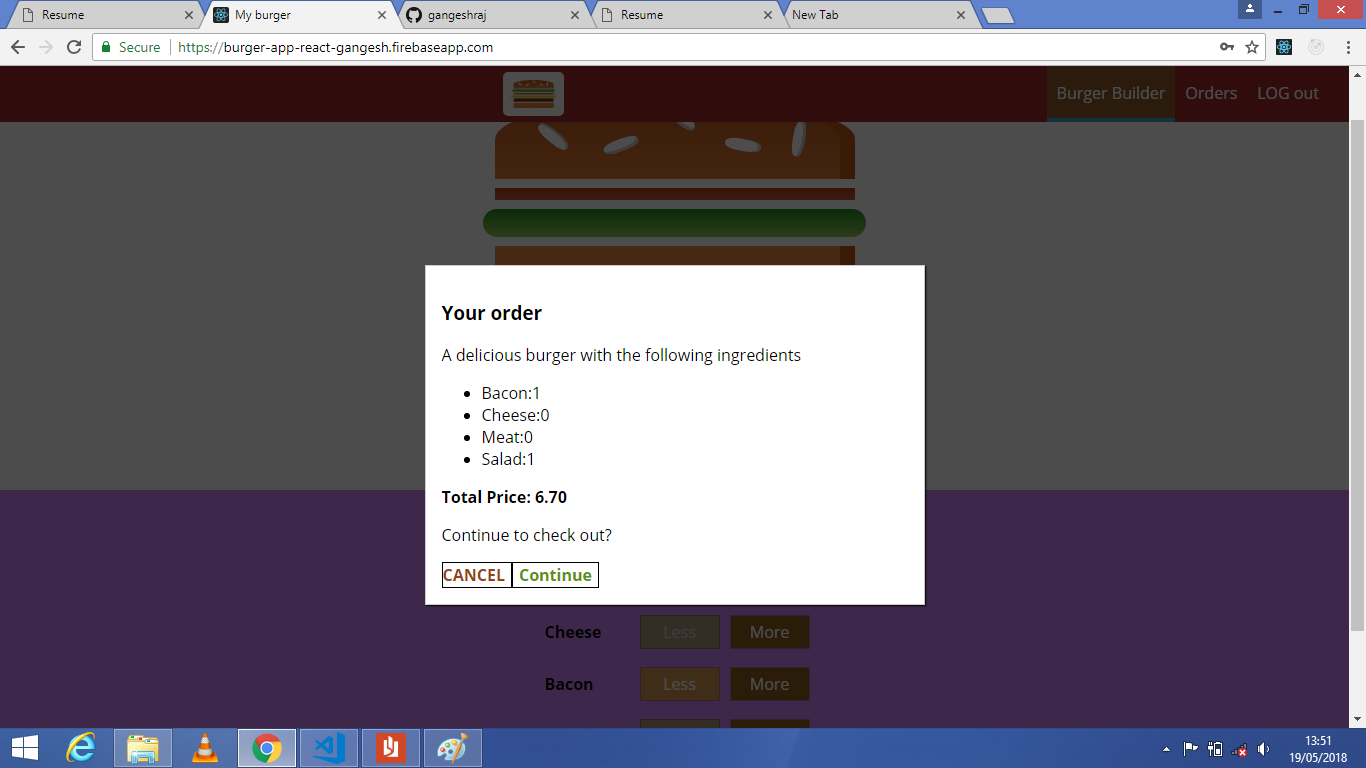 Resume
My burger
gangeshraj
Resume
New Tab
Secure
https://burger-app-react-gangesh.firebaseapp.com
Burger Builder
Orders
LOG out
Your order
A delicious burger with the following ingredients
Bacon:1
Cheese:0
Meat:0
Salad:1
Total Price: 6.70
Continue to check out?
CANCEL
Continue
Cheese
Less
More
Bacon
Less
More
13:51
19/05/2018